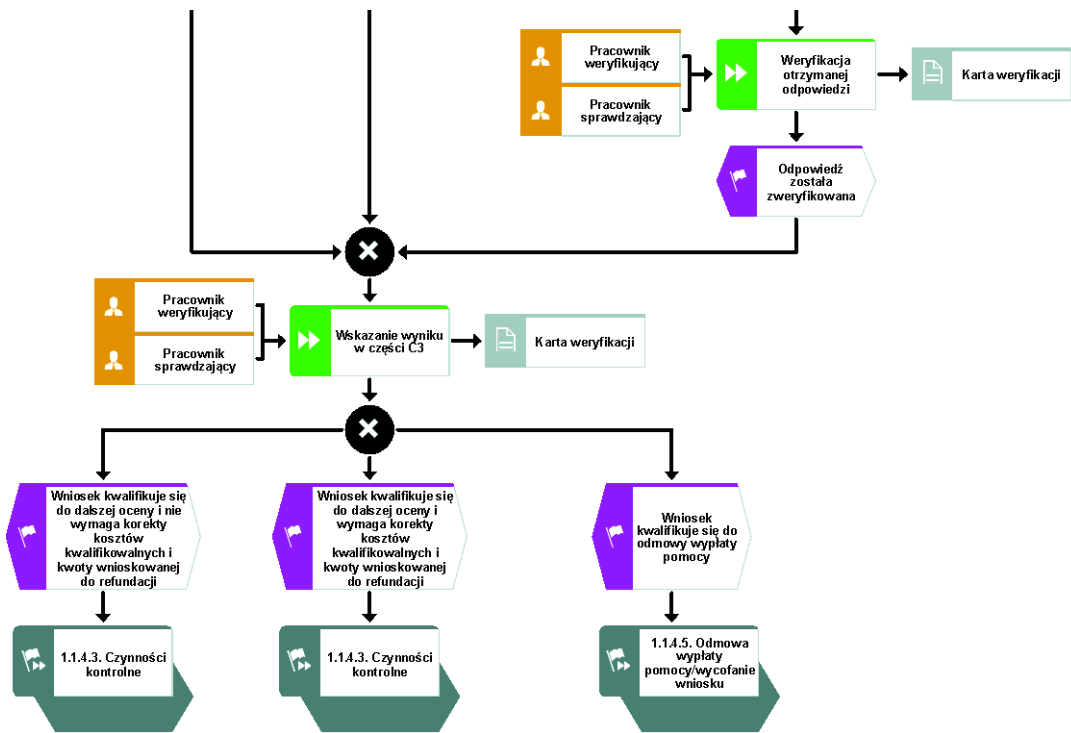 Pracownik
weryfikujący
Pracownik
sprawdzający
Weryfikacja
otrzymanej
odpowiedzi
Karta weryfikacji
Odpowiedź
została
zweryfikowana
Pracownik
weryfikujący
Pracownik
sprawdzający
Wskazanie wyniku
w części C3
Karta weryfikacji
Wniosek kwalifikuje się
do dalszej oceny i nie
wymaga korekty
kosztów
kwalifikowalnych i
kwoty wnioskowanej
do refundacji
Wniosek kwalifikuje się
do dalszej oceny i
wymaga korekty
kosztów
kwalifikowalnych i
kwoty wnioskowanej
do refundacji
Wniosek
kwalifikuje się do
odmowy wypłaty
pomocy
1.1.4.3. Czynności
kontrolne
1.1.4.3. Czynności
kontrolne
1.1.4.5. Odmowa
wypłaty
pomocy/wycofanie
wniosku